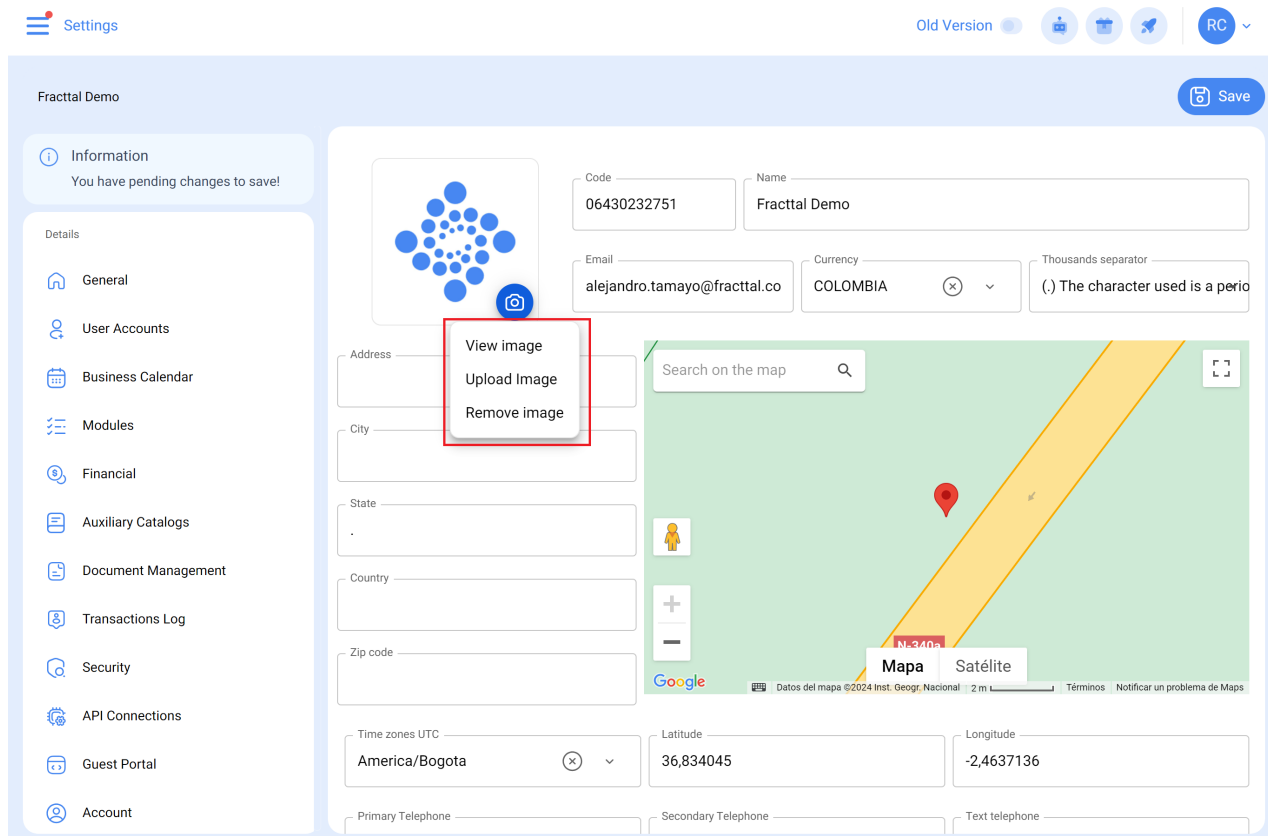 Settings
Old Version
RC
Fracttal Demo
Save
Information
You have pending changes to save!
Details
General
User Accounts
Business Calendar
Modules
Financial
Auxiliary Catalogs
Document Management
Transactions Log
Security
API Connections
Guest Portal
Account
Code
06430232751
Name
Fracttal Demo
Email
alejandro.tamayo@fracttal.co
Currency
COLOMBIA
Thousands separator
(.) The character used is a perio
View image
Upload Image
Remove image
Address
City
State
.
Country
Zip code
Search on the map
N-340a
Mapa
Satélite
Google
Datos del mapa ©2024 Inst. Geogr. Nacional
2 m
Términos
Notificar un problema de Maps
Time zones UTC
America/Bogota
Latitude
36,834045
Longitude
-2,4637136
Primary Telephone
Secondary Telephone
Text telephone